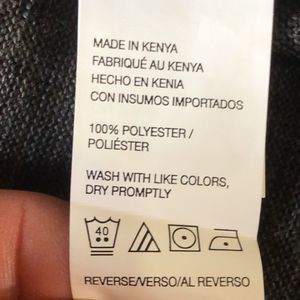 MADE IN KENYA
FABRIQUÉ AU KENYA
HECHO EN KENIA
CON INSUMOS IMPORTADOS
100% POLYESTER /
POLIÉSTER
WASH WITH LIKE COLORS,
DRY PROMPTLY
40
REVERSE/VERSO/AL REVERSO